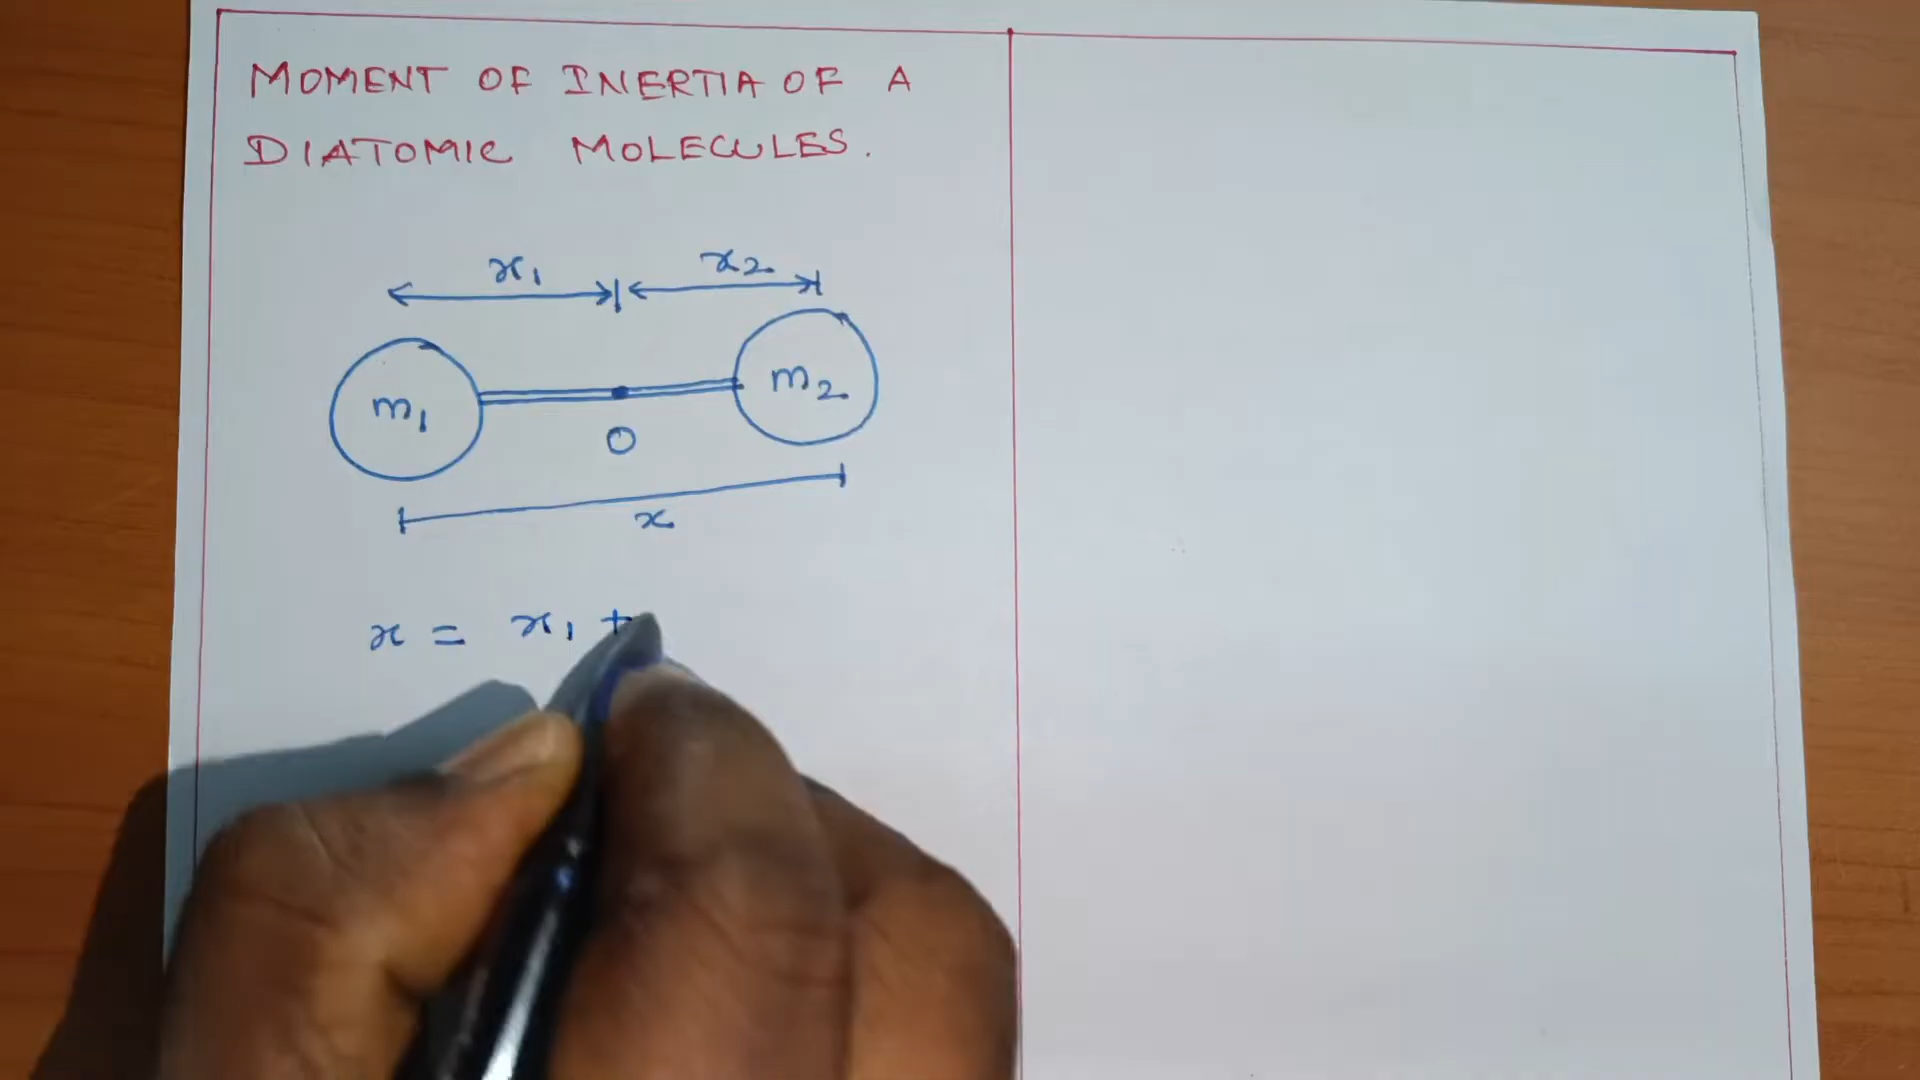 MOMENT OF INERTIA OF A
DIATOMIC MOLECULES.
x₁ x₂
m₁ m₂
O
x
x = x₁ +